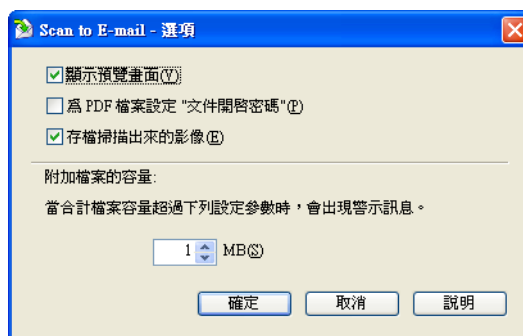 Scan to E-mail - 選項
顯示預覽畫面(V)
爲 PDF 檔案設定 "文件開啓密碼"(P)
存檔掃描出來的影像(E)
附加檔案的容量:
當合計檔案容量超過下列設定參數時，會出現警示訊息。
1 MB(S)
確定 取消 說明